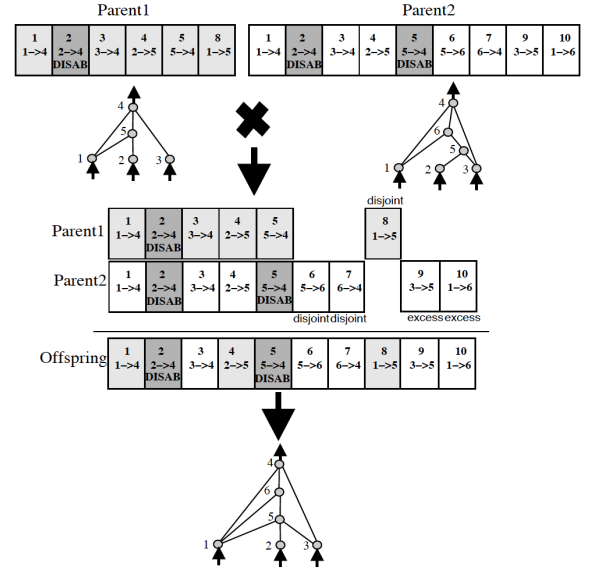 Parent1 Parent2
1 2 3 4 5 8 1 2 3 4 5 6 7 9 10
1–>4 2–>4 3–>4 2–>5 5–>4 1–>5 1–>4 2–>4 3–>4 2–>5 5–>4 5–>6 6–>4 3–>5 1–>6
DISAB DISAB DISAB
4 4
5 6
5
1 2 3 1 2 3
disjoint
Parent1 1 2 3 4 5 8
1–>4 2–>4 3–>4 2–>5 5–>4 1–>5
DISAB
Parent2 1 2 3 4 5 6 7 9 10
1–>4 2–>4 3–>4 2–>5 5–>4 5–>6 6–>4 3–>5 1–>6
DISAB DISAB
disjoint disjoint excess excess
Offspring 1 2 3 4 5 6 7 8 9 10
1–>4 2–>4 3–>4 2–>5 5–>4 5–>6 6–>4 1–>5 3–>5 1–>6
DISAB DISAB
4
6
5
1 2 3